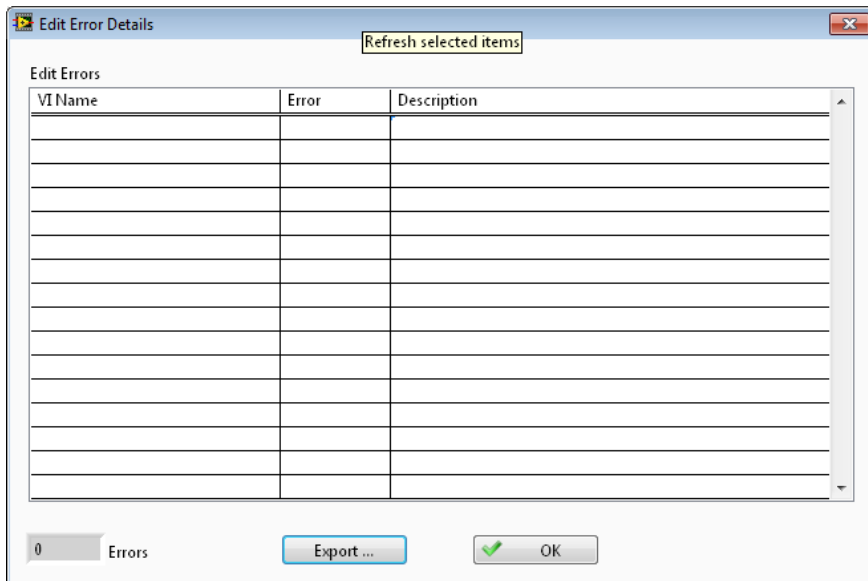 Edit Error Details
Refresh selected items
Edit Errors
VI Name Error Description
0 Errors Export ... OK